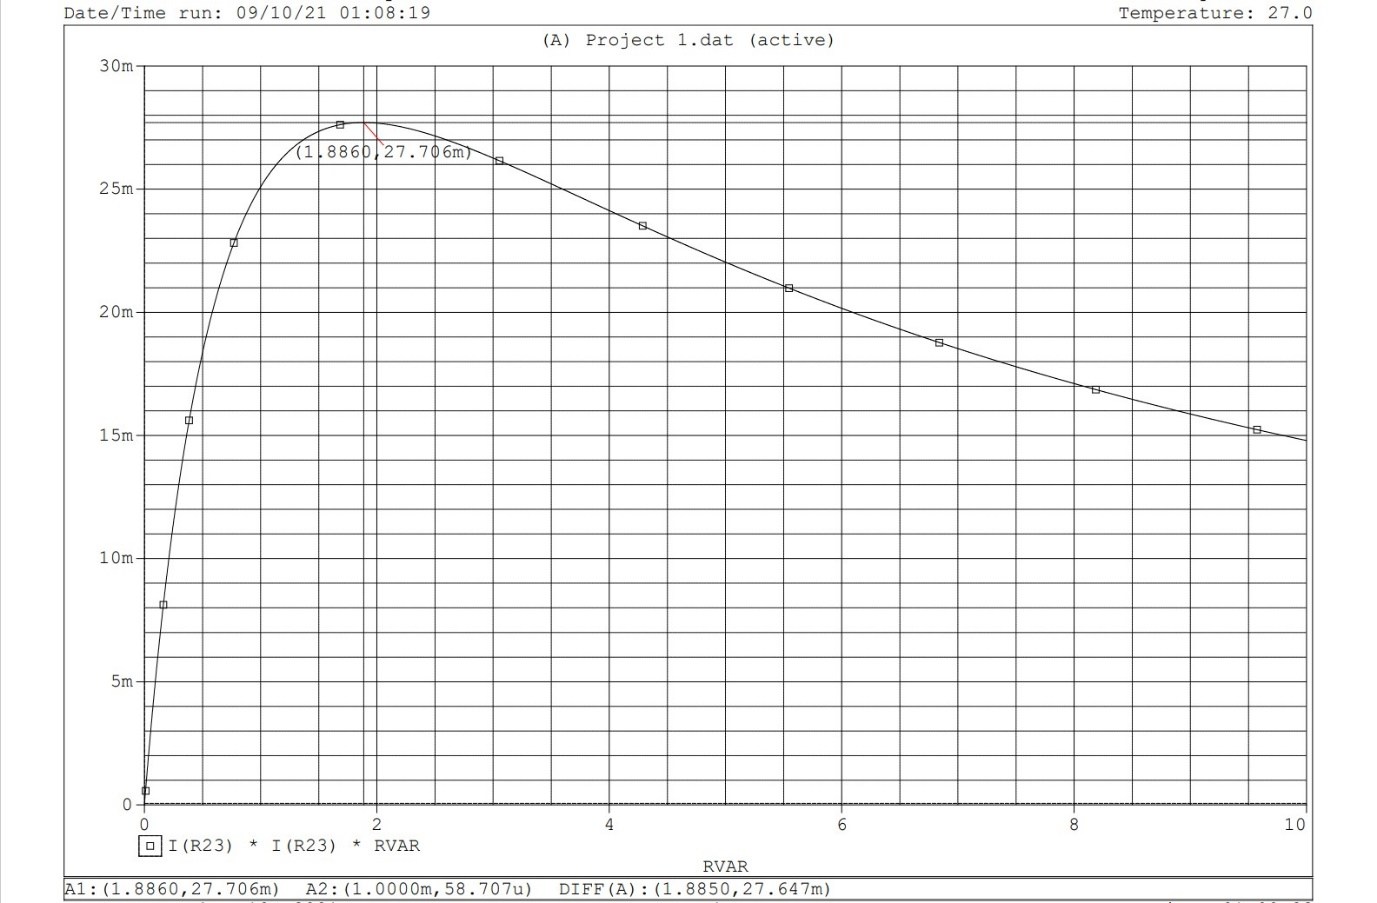 Date/Time run: 09/10/21 01:08:19 Temperature: 27.0
(A) Project 1.dat (active)
30m
(1.8860,27.706m)
25m
20m
15m
10m
5m
0
0 2 4 6 8 10
I(R23) * I(R23) * RVAR
RVAR
A1:(1.8860,27.706m) A2:(1.0000m,58.707u) DIFF(A):(1.8850,27.647m)